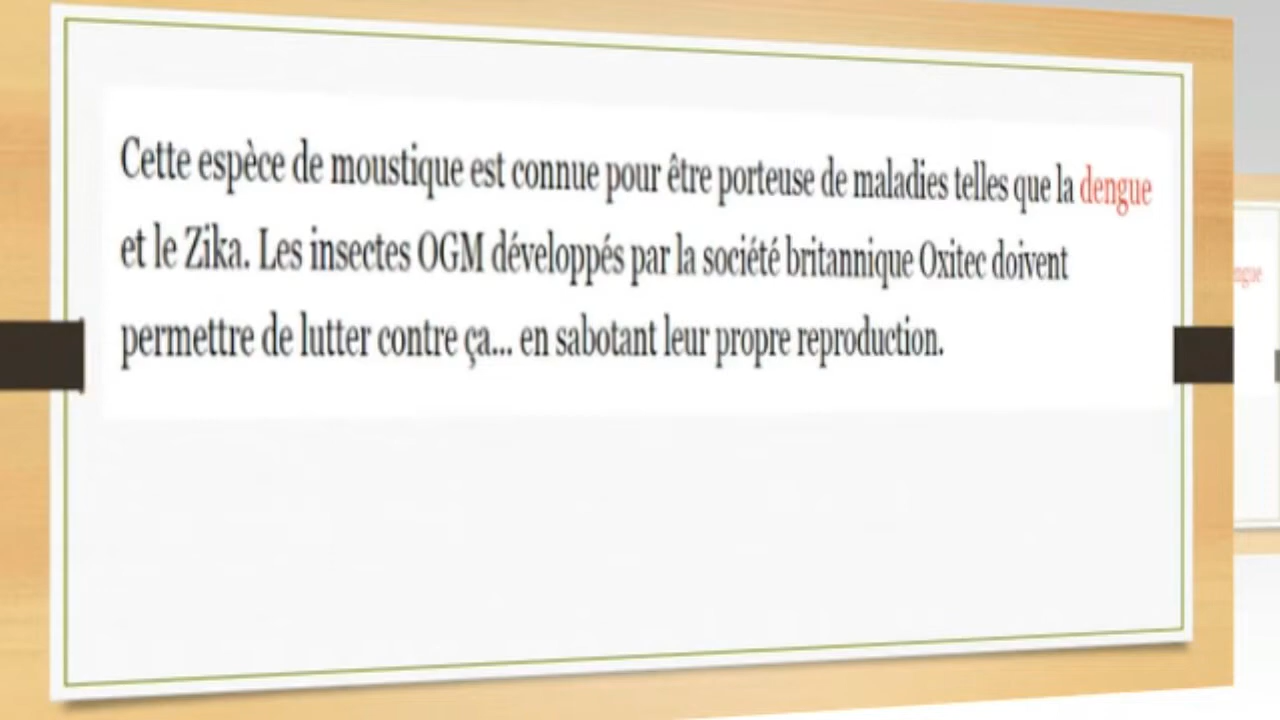 Cette espèce de moustique est connue pour être porteuse de maladies telles que la dengue
et le Zika. Les insectes OGM développés par la société britannique Oxitec doivent
permettre de lutter contre ça... en sabotant leur propre reproduction.